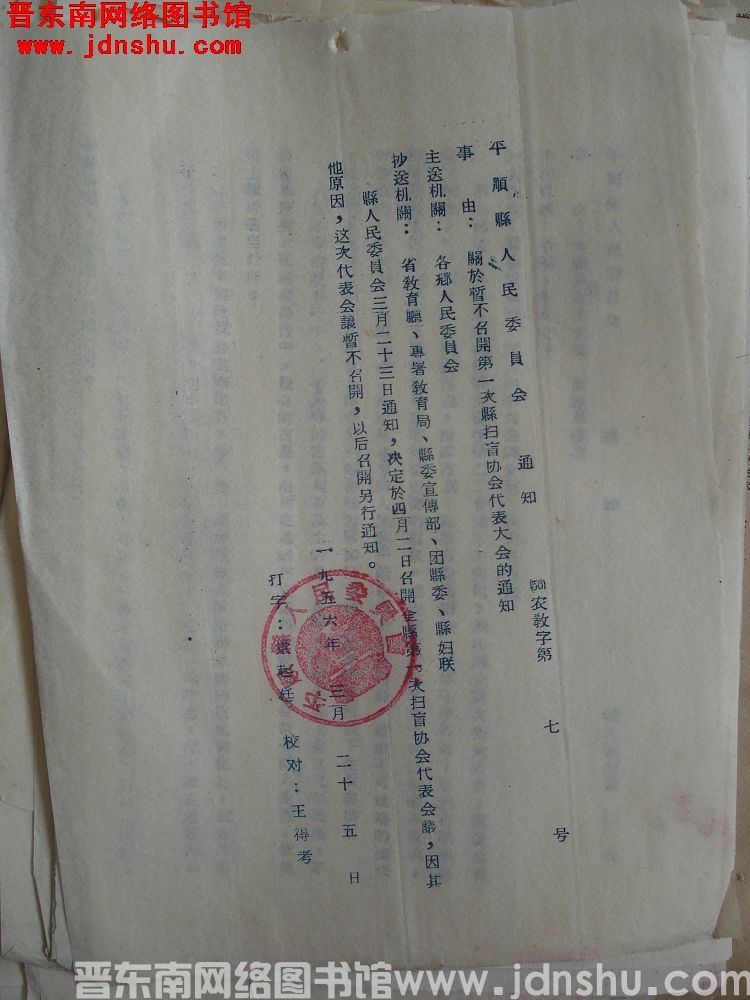 晋东南网络图书馆
www.jdnshu.com
平順縣人民委員会 通知 (56)农教字第七号
事由：關於暫不召開第一次縣扫盲协会代表大会的通知
主送机關：各鄉人民委員会
抄送机關：省教育廳、專署教育局、縣委宣傳部、团縣委、縣妇联
縣人民委員会三月二十三日通知，决定於四月二日召開全縣第一次扫盲协会代表会議，因其
他原因，这次代表会議暫不召開，以后召開另行通知。
一九五六年三月二十五日
打字： 校对：王得考
晋东南网络图书馆www.jdnshu.com